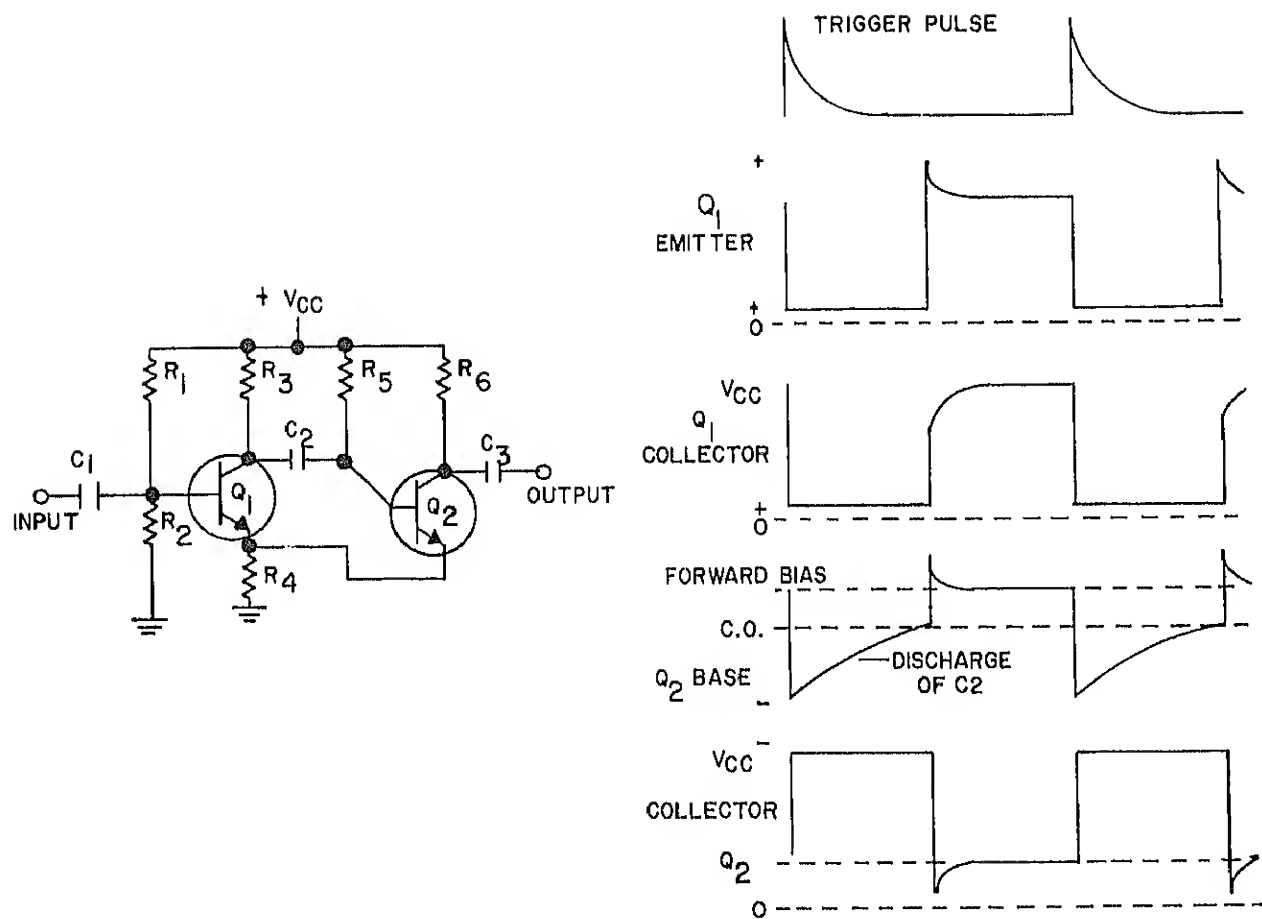 + VCC
R1
R3
R5
R6
C1
C2
C3
Q1
Q2
INPUT
R2
R4
OUTPUT
TRIGGER PULSE
+
Q1
EMITTER
+
0
VCC
Q1
COLLECTOR
+
0
FORWARD BIAS
C.O.
DISCHARGE
OF C2
Q2 BASE
-
VCC
COLLECTOR
Q2
0